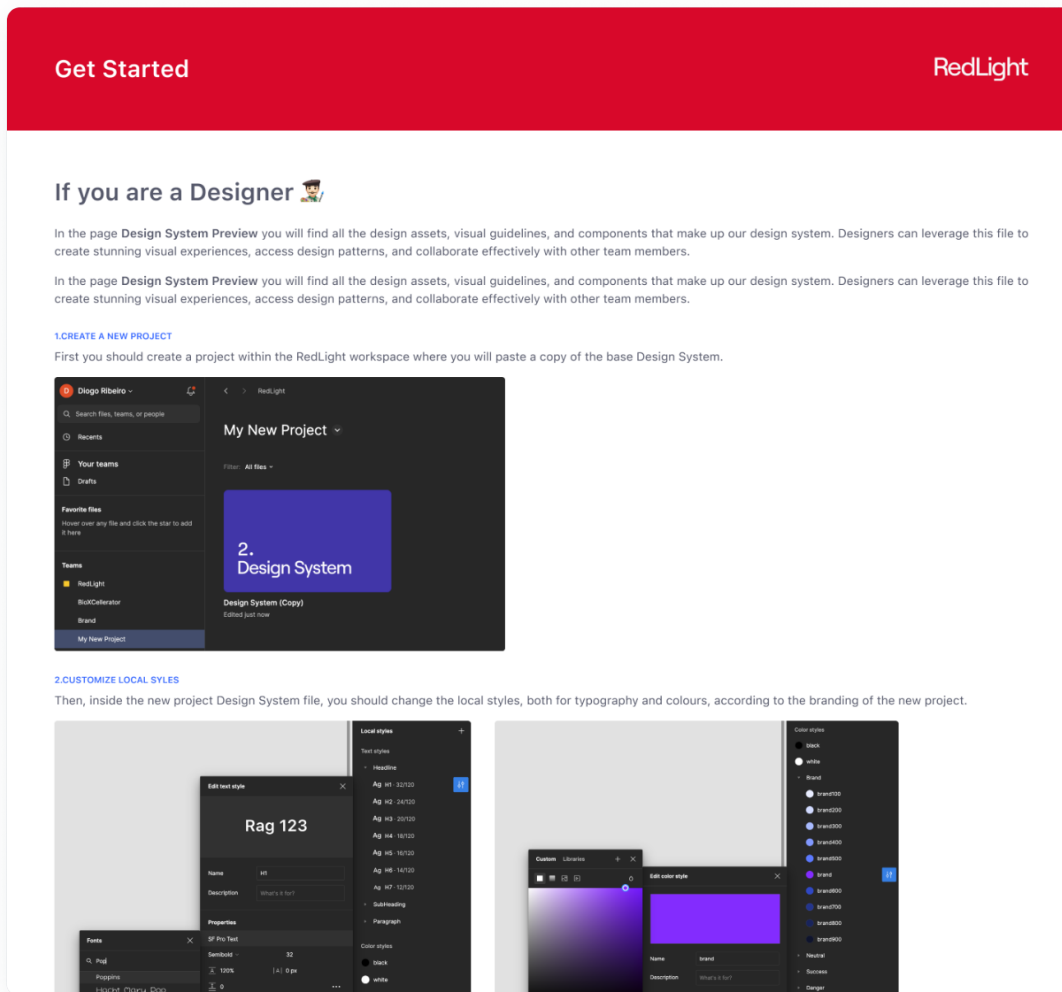 Get Started
RedLight
If you are a Designer
In the page Design System Preview you will find all the design assets, visual guidelines, and components that make up our design system. Designers can leverage this file to
create stunning visual experiences, access design patterns, and collaborate effectively with other team members.
In the page Design System Preview you will find all the design assets, visual guidelines, and components that make up our design system. Designers can leverage this file to
create stunning visual experiences, access design patterns, and collaborate effectively with other team members.
1.CREATE A NEW PROJECT
First you should create a project within the RedLight workspace where you will paste a copy of the base Design System.
D Diogo Ribeiro
Search files, teams, or people
Recents
Your teams
Drafts
Favorite files
Hover over any file and click the star to add
it here
Teams
RedLight
BioXCellerator
Brand
My New Project
RedLight
My New Project
Filter: All files
2.
Design System
Design System (Copy)
Edited just now
2.CUSTOMIZE LOCAL SYLES
Then, inside the new project Design System file, you should change the local styles, both for typography and colours, according to the branding of the new project.
Fonts
Pop
Poppins
Hacht Mary Pop
Edit text style
Rag 123
Name H1
Description What's it for?
Properties
SF Pro Text
Semibold 32
120% |A| 0 px
0
Local styles
Text styles
Headline
Ag H1 · 32/120
Ag H2 · 24/120
Ag H3 · 20/120
Ag H4 · 18/120
Ag H5 · 16/120
Ag H6 · 14/120
Ag H7 · 12/120
SubHeading
Paragraph
Color styles
black
white
Custom Libraries
Edit color style
Name brand
Description What's it for?
Color styles
black
white
Brand
brand100
brand200
brand300
brand400
brand500
brand
brand600
brand700
brand800
brand900
Neutral
Success
Danger